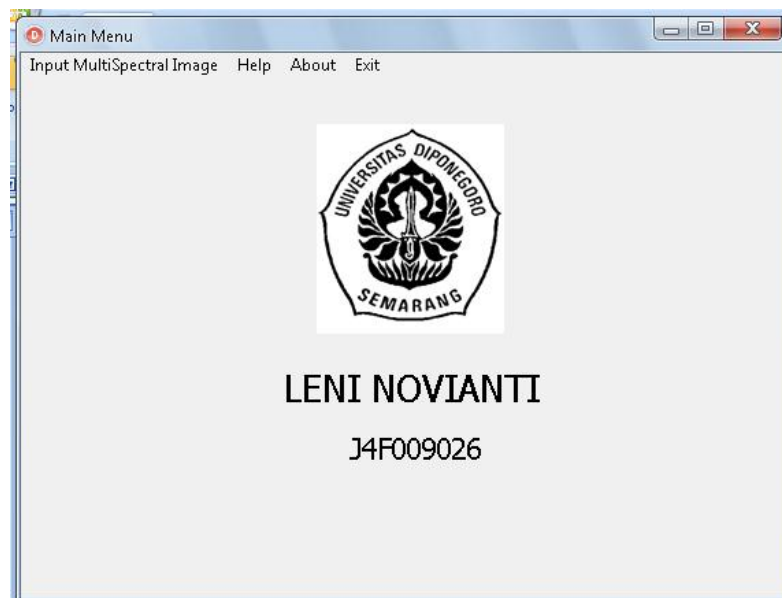 Main Menu
Input MultiSpectral Image Help About Exit
UNIVERSITAS DIPONEGORO
SEMARANG
LENI NOVIANTI
J4F009026